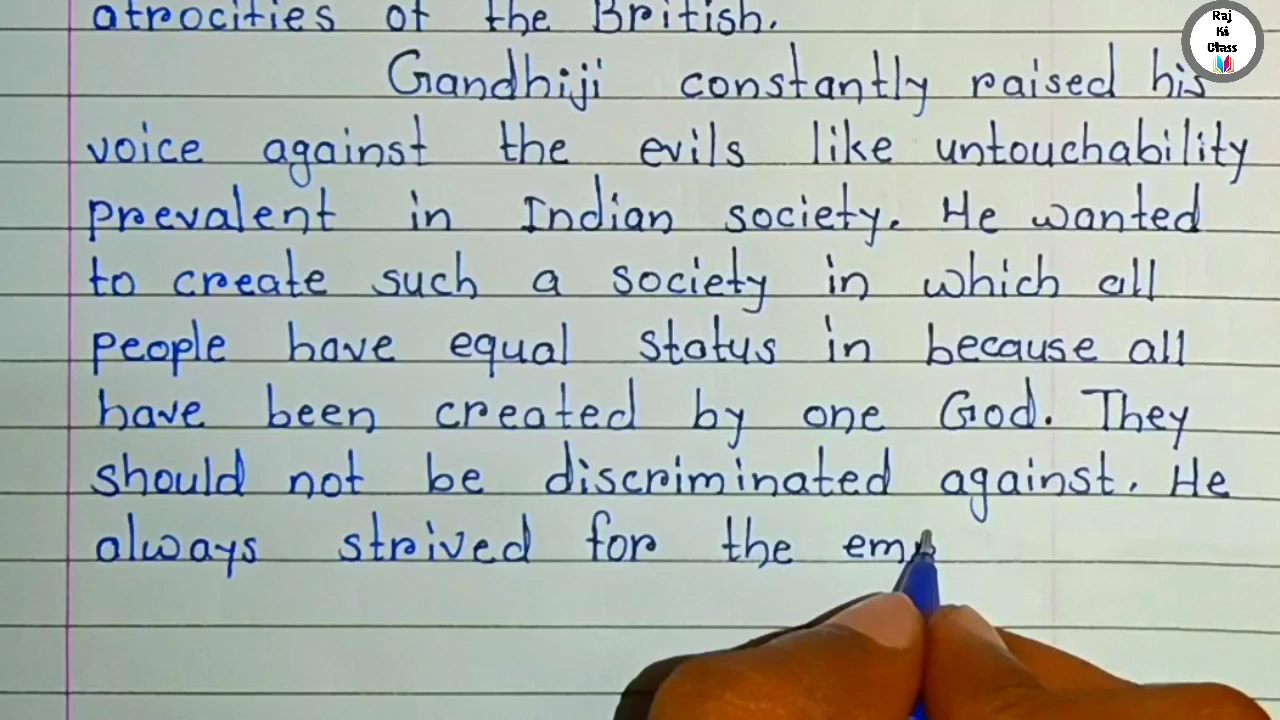 atrocities of the British.
Raj
Ki
Class
Gandhiji constantly raised his
voice against the evils like untouchability
prevalent in Indian society. He wanted
to create such a society in which all
people have equal status in because all
have been created by one God. They
should not be discriminated against. He
always strived for the em